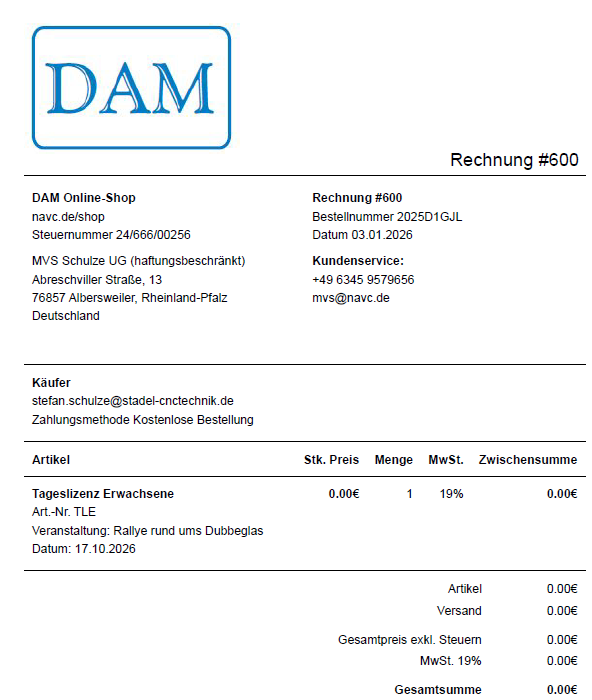 DAM
Rechnung #600
DAM Online-Shop
navc.de/shop
Steuernummer 24/666/00256
MVS Schulze UG (haftungsbeschränkt)
Abreschviller Straße, 13
76857 Albersweiler, Rheinland-Pfalz
Deutschland
Rechnung #600
Bestellnummer 2025D1GJL
Datum 03.01.2026
Kundenservice:
+49 6345 9579656
mvs@navc.de
Käufer
stefan.schulze@stadel-cnctechnik.de
Zahlungsmethode Kostenlose Bestellung
Artikel Stk. Preis Menge MwSt. Zwischensumme
Tageslizenz Erwachsene 0.00€ 1 19% 0.00€
Art.-Nr. TLE
Veranstaltung: Rallye rund ums Dubbeglas
Datum: 17.10.2026
Artikel 0.00€
Versand 0.00€
Gesamtpreis exkl. Steuern 0.00€
MwSt. 19% 0.00€
Gesamtsumme 0.00€